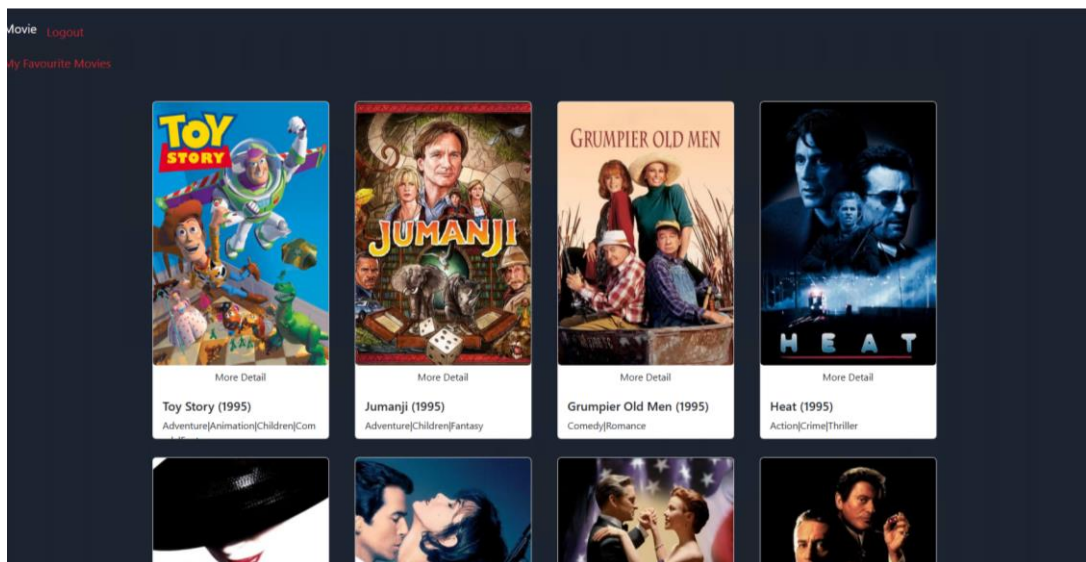 Movie Logout
My Favourite Movies
TOY
STORY
JUMANJI
GRUMPIER OLD MEN
HEAT
More Detail
More Detail
More Detail
More Detail
Toy Story (1995)
Jumanji (1995)
Grumpier Old Men (1995)
Heat (1995)
Adventure|Animation|Children|Com
Adventure|Children|Fantasy
Comedy|Romance
Action|Crime|Thriller